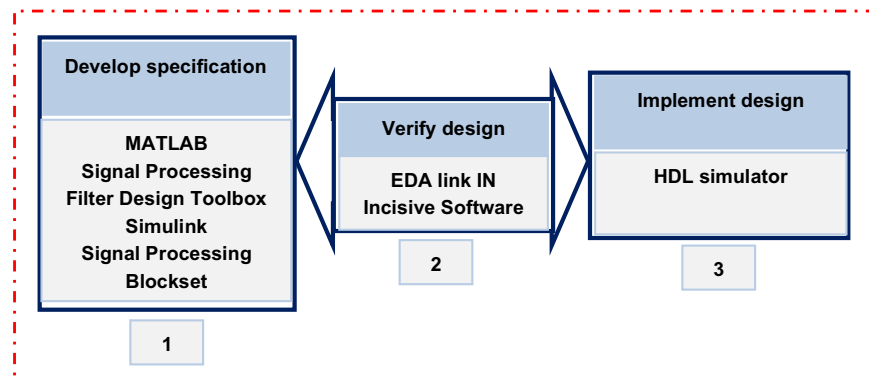 Develop specification
MATLAB
Signal Processing
Filter Design Toolbox
Simulink
Signal Processing
Blockset
1
Verify design
EDA link IN
Incisive Software
2
Implement design
HDL simulator
3